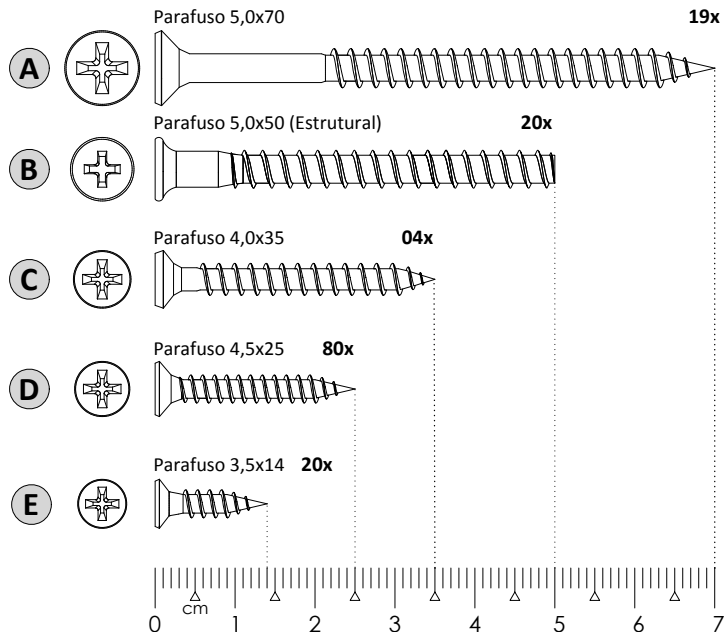 Parafuso 5,0x70 19x
A
Parafuso 5,0x50 (Estrutural) 20x
B
Parafuso 4,0x35 04x
C
Parafuso 4,5x25 80x
D
Parafuso 3,5x14 20x
E
cm
0 1 2 3 4 5 6 7